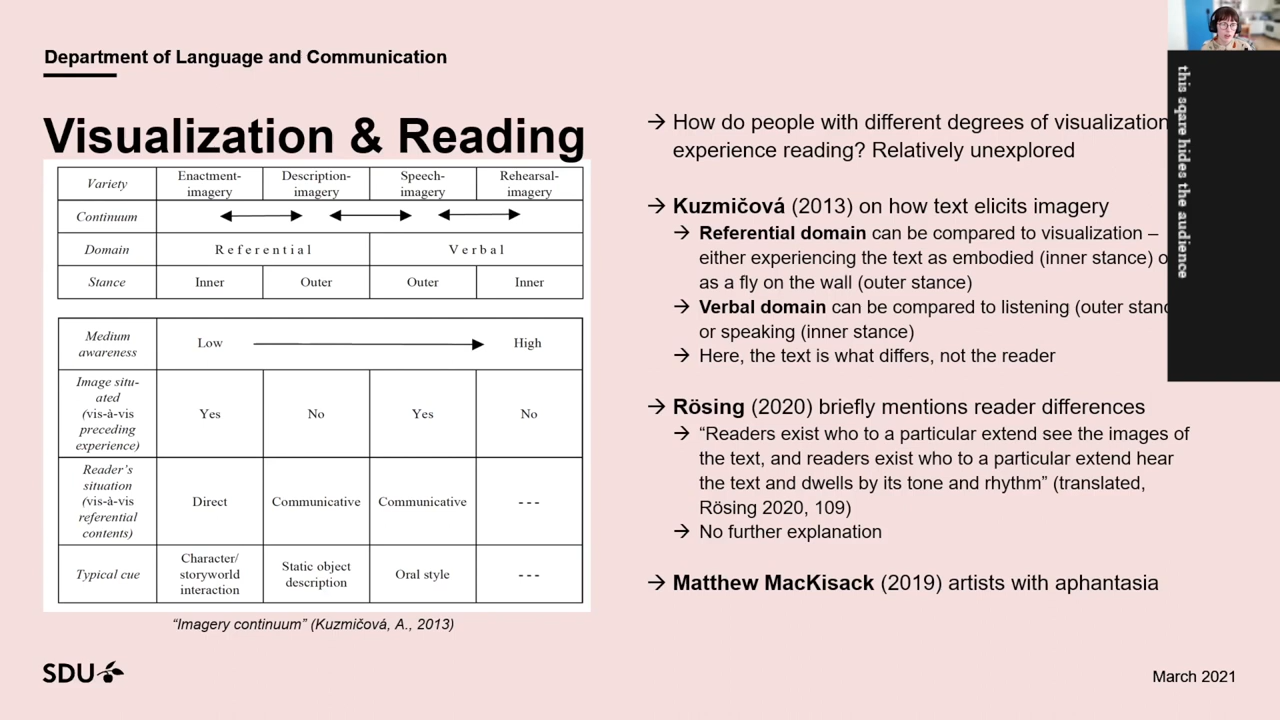 Department of Language and Communication
Visualization & Reading
Variety
Enactment-
imagery
Description-
imagery
Speech-
imagery
Rehearsal-
imagery
Continuum
Domain
Referential
Verbal
Stance
Inner
Outer
Outer
Inner
Medium
awareness
Low
High
Image situ-
ated
(vis-à-vis
preceding
experience)
Yes
No
Yes
No
Reader's
situation
(vis-à-vis
referential
contents)
Direct
Communicative
Communicative
---
Typical cue
Character/
storyworld
interaction
Static object
description
Oral style
---
“Imagery continuum” (Kuzmičová, A., 2013)
→ How do people with different degrees of visualization
experience reading? Relatively unexplored
→ Kuzmičová (2013) on how text elicits imagery
→ Referential domain can be compared to visualization –
either experiencing the text as embodied (inner stance) o
as a fly on the wall (outer stance)
→ Verbal domain can be compared to listening (outer stanc
or speaking (inner stance)
→ Here, the text is what differs, not the reader
→ Rösing (2020) briefly mentions reader differences
→ “Readers exist who to a particular extend see the images of
the text, and readers exist who to a particular extend hear
the text and dwells by its tone and rhythm” (translated,
Rösing 2020, 109)
→ No further explanation
→ Matthew MacKisack (2019) artists with aphantasia
this sqare hides the audience
SDU
March 2021